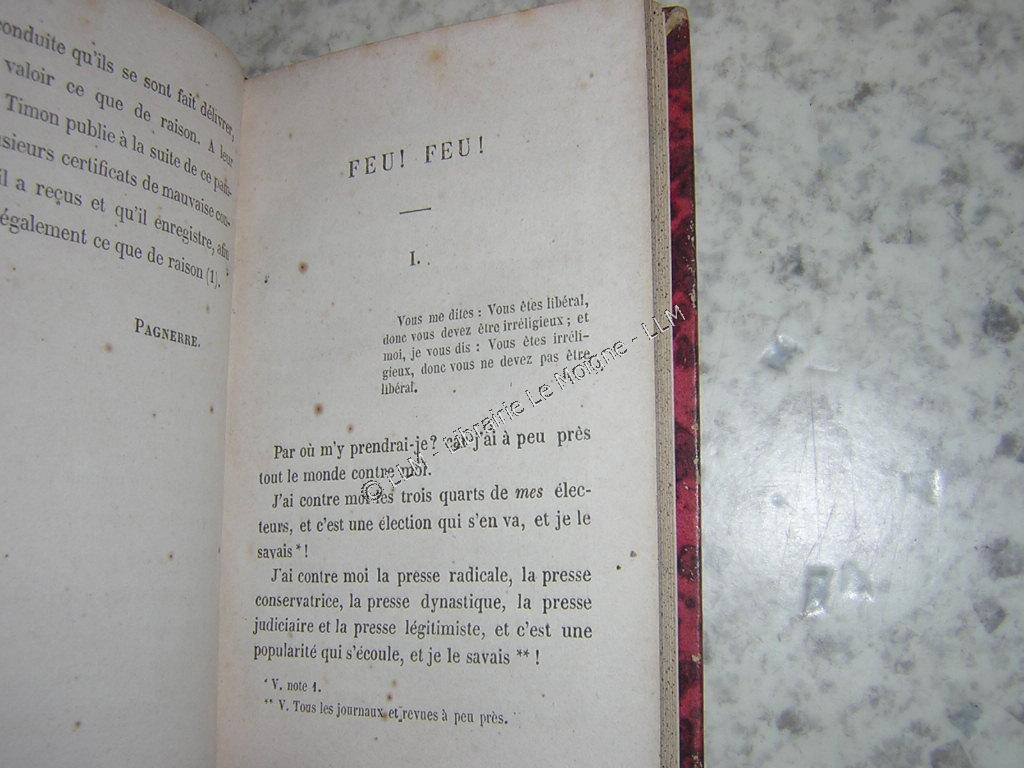 conduite qu'ils se sont fait délivrer,
valoir ce que de raison. A leur
Timon publie à la suite de ce pam-
usieurs certificats de mauvaise con-
il a reçus et qu'il enregistre, afin
également ce que de raison (1).
PAGNERRE.
FEU! FEU!
I.
Vous me dites : Vous êtes libéral,
donc vous devez être irréligieux ; et
moi, je vous dis : Vous êtes irréli-
gieux, donc vous ne devez pas être
libéral.
Par où m'y prendrai-je? Car j'ai à peu près
tout le monde contre moi.
J'ai contre moi les trois quarts de mes élec-
teurs, et c'est une élection qui s'en va, et je le
savais * !
J'ai contre moi la presse radicale, la presse
conservatrice, la presse dynastique, la presse
judiciaire et la presse légitimiste, et c'est une
popularité qui s'écoule, et je le savais ** !
* V. note 1.
** V. Tous les journaux et revues à peu près.
© LLM - Librairie Le Moigne - LLM